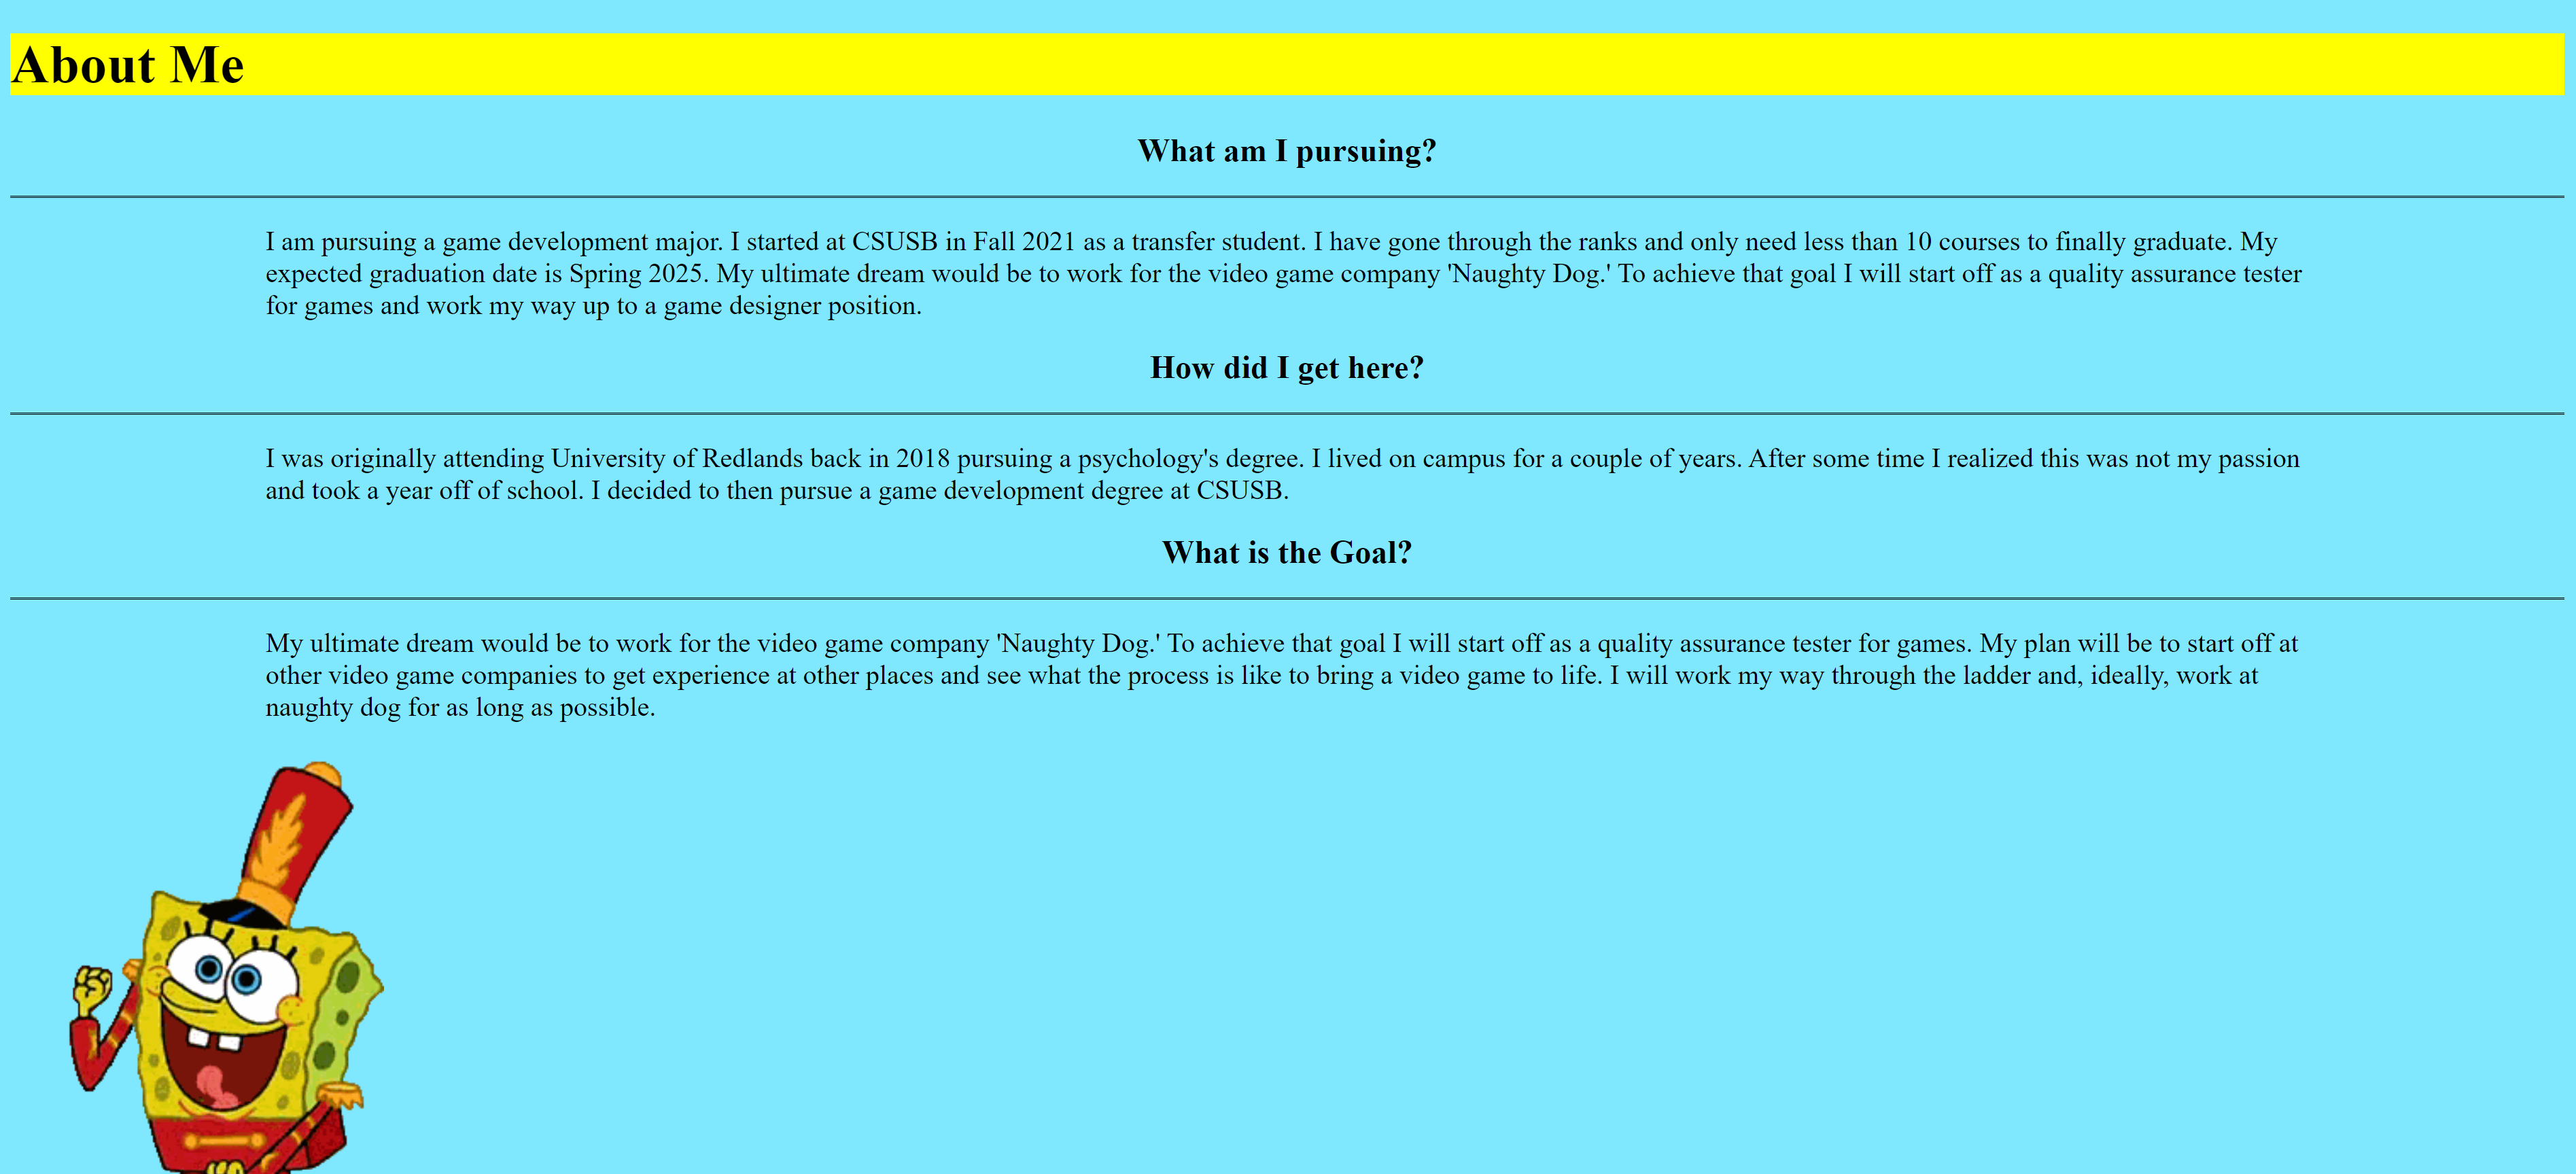 About Me
What am I pursuing?
I am pursuing a game development major. I started at CSUSB in Fall 2021 as a transfer student. I have gone through the ranks and only need less than 10 courses to finally graduate. My
expected graduation date is Spring 2025. My ultimate dream would be to work for the video game company 'Naughty Dog.' To achieve that goal I will start off as a quality assurance tester
for games and work my way up to a game designer position.
How did I get here?
I was originally attending University of Redlands back in 2018 pursuing a psychology's degree. I lived on campus for a couple of years. After some time I realized this was not my passion
and took a year off of school. I decided to then pursue a game development degree at CSUSB.
What is the Goal?
My ultimate dream would be to work for the video game company 'Naughty Dog.' To achieve that goal I will start off as a quality assurance tester for games. My plan will be to start off at
other video game companies to get experience at other places and see what the process is like to bring a video game to life. I will work my way through the ladder and, ideally, work at
naughty dog for as long as possible.